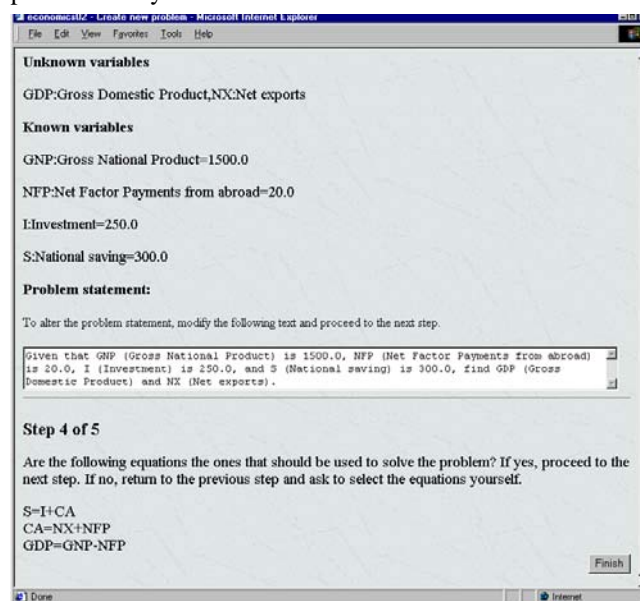 economics02 - Create new problem - Microsoft Internet Explorer
File Edit View Favorites Tools Help
Unknown variables
GDP:Gross Domestic Product,NX:Net exports
Known variables
GNP:Gross National Product=1500.0
NFP:Net Factor Payments from abroad=20.0
I:Investment=250.0
S:National saving=300.0
Problem statement:
To alter the problem statement, modify the following text and proceed to the next step.
Given that GNP (Gross National Product) is 1500.0, NFP (Net Factor Payments from abroad)
is 20.0, I (Investment) is 250.0, and S (National saving) is 300.0, find GDP (Gross
Domestic Product) and NX (Net exports).
Step 4 of 5
Are the following equations the ones that should be used to solve the problem? If yes, proceed to the
next step. If no, return to the previous step and ask to select the equations yourself.
S=I+CA
CA=NX+NFP
GDP=GNP-NFP
Finish
Done Internet